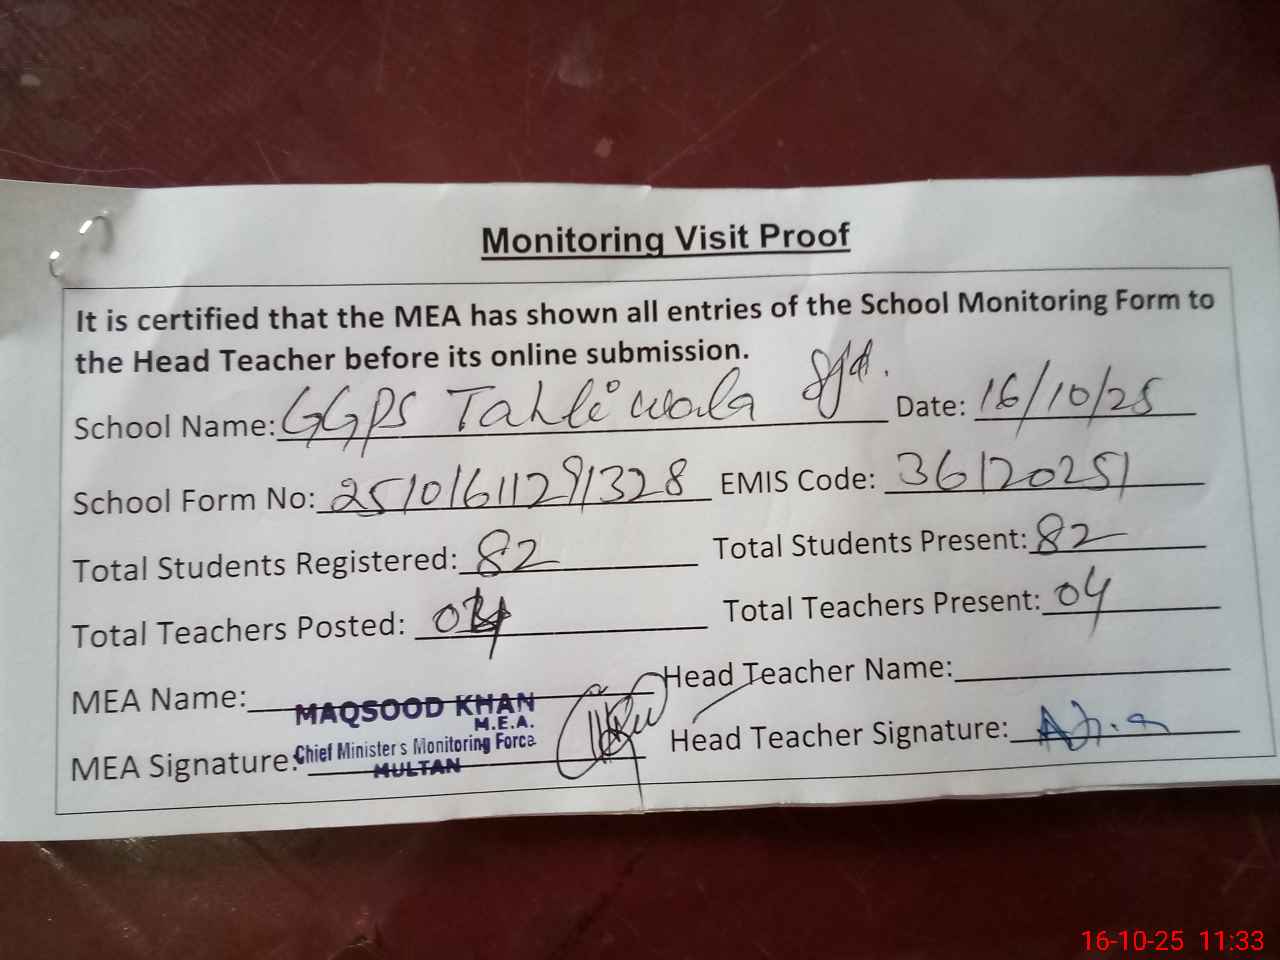 Monitoring Visit Proof
It is certified that the MEA has shown all entries of the School Monitoring Form to
the Head Teacher before its online submission.
School Name: GGPS Tahli wala Date: 16/10/25
School Form No: 25101611291328 EMIS Code: 36120251
Total Students Registered: 82 Total Students Present: 82
Total Teachers Posted: 04 Total Teachers Present: 04
MEA Name: Head Teacher Name:
MAQSOOD KHAN
M.E.A.
MEA Signature: Chief Minister's Monitoring Force Head Teacher Signature:
MULTAN
16-10-25 11:33